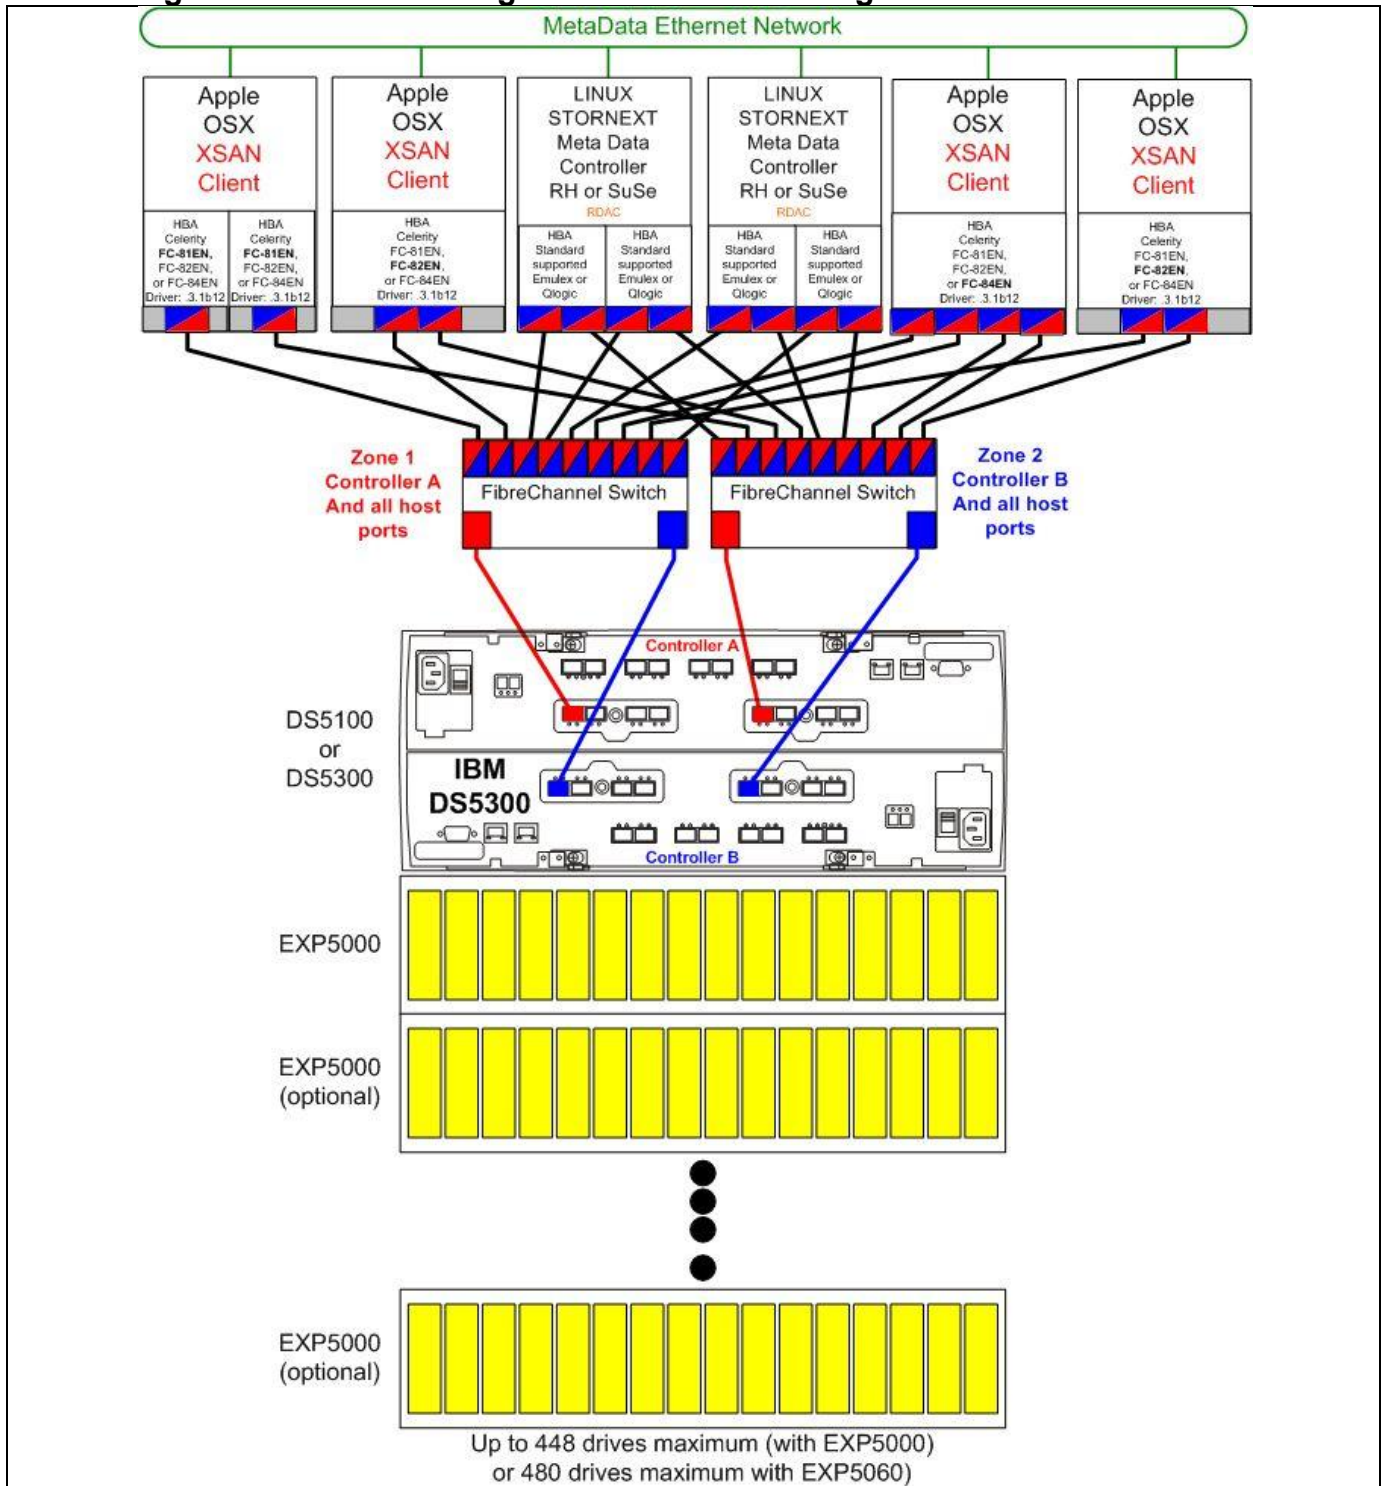 MetaData Ethernet Network
Apple
OSX
XSAN
Client
HBA
Celerity
FC-81EN,
FC-82EN,
or FC-84EN
Driver: .3.1b12
HBA
Celerity
FC-81EN,
FC-82EN,
or FC-84EN
Driver: .3.1b12
Apple
OSX
XSAN
Client
HBA
Celerity
FC-81EN,
FC-82EN,
or FC-84EN
Driver: .3.1b12
LINUX
STORNEXT
Meta Data
Controller
RH or SuSe
RDAC
HBA
Standard
supported
Emulex or
Qlogic
HBA
Standard
supported
Emulex or
Qlogic
LINUX
STORNEXT
Meta Data
Controller
RH or SuSe
RDAC
HBA
Standard
supported
Emulex or
Qlogic
HBA
Standard
supported
Emulex or
Qlogic
Apple
OSX
XSAN
Client
HBA
Celerity
FC-81EN,
FC-82EN,
or FC-84EN
Driver: .3.1b12
Apple
OSX
XSAN
Client
HBA
Celerity
FC-81EN,
FC-82EN,
or FC-84EN
Driver: .3.1b12
Zone 1
Controller A
And all host
ports
FibreChannel Switch
FibreChannel Switch
Zone 2
Controller B
And all host
ports
Controller A
DS5100
or
DS5300
IBM
DS5300
Controller B
EXP5000
EXP5000
(optional)
EXP5000
(optional)
Up to 448 drives maximum (with EXP5000)
or 480 drives maximum with EXP5060)